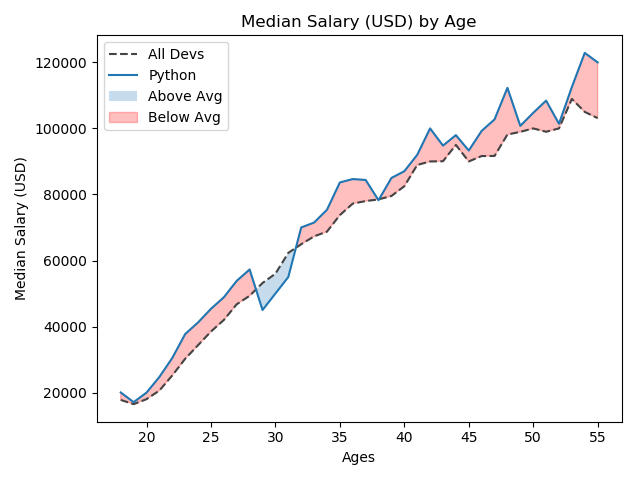 Median Salary (USD) by Age
All Devs
Python
Above Avg
Below Avg
Median Salary (USD)
120000
100000
80000
60000
40000
20000
20 25 30 35 40 45 50 55
Ages